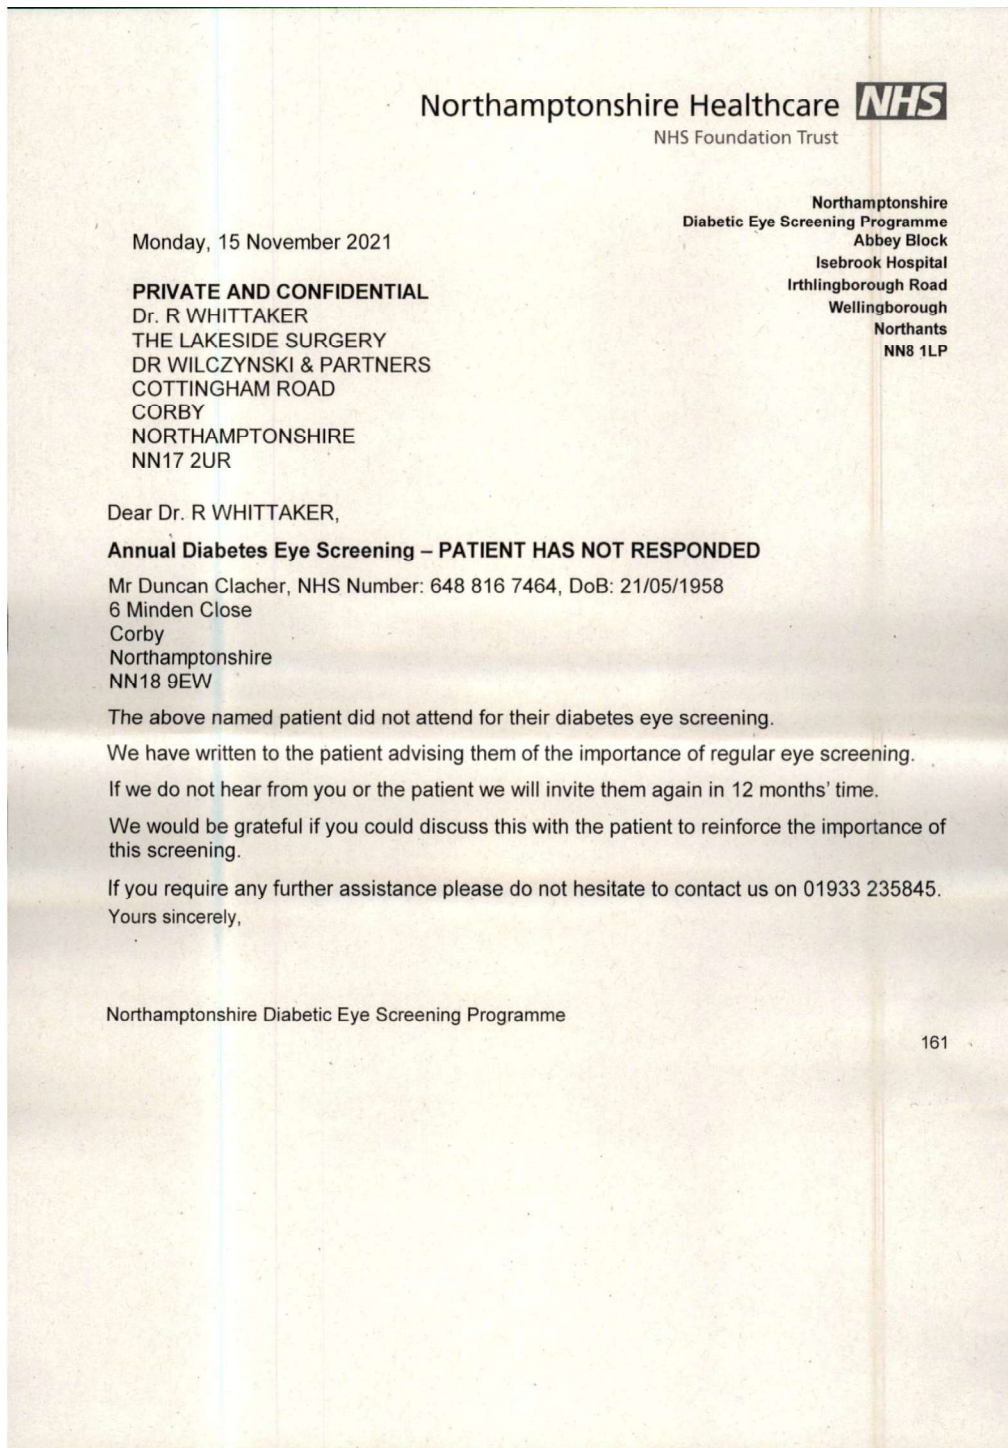 Northamptonshire Healthcare NHS
NHS Foundation Trust
Northamptonshire
Diabetic Eye Screening Programme
Abbey Block
Isebrook Hospital
Irthlingborough Road
Wellingborough
Northants
NN8 1LP
Monday, 15 November 2021
PRIVATE AND CONFIDENTIAL
Dr. R WHITTAKER
THE LAKESIDE SURGERY
DR WILCZYNSKI & PARTNERS
COTTINGHAM ROAD
CORBY
NORTHAMPTONSHIRE
NN17 2UR
Dear Dr. R WHITTAKER,
Annual Diabetes Eye Screening – PATIENT HAS NOT RESPONDED
Mr Duncan Clacher, NHS Number: 648 816 7464, DoB: 21/05/1958
6 Minden Close
Corby
Northamptonshire
NN18 9EW
The above named patient did not attend for their diabetes eye screening.
We have written to the patient advising them of the importance of regular eye screening.
If we do not hear from you or the patient we will invite them again in 12 months' time.
We would be grateful if you could discuss this with the patient to reinforce the importance of
this screening.
If you require any further assistance please do not hesitate to contact us on 01933 235845.
Yours sincerely,
Northamptonshire Diabetic Eye Screening Programme
161